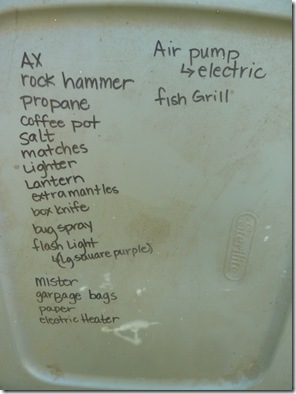 AX
rock hammer
propane
coffee pot
salt
matches
Lighter
Lantern
extra mantles
box knife
bug spray
flash light
↳(Lg square purple)
mister
garbage bags
paper
electric Heater
Air pump
↳electric
fish Grill
Sterilite